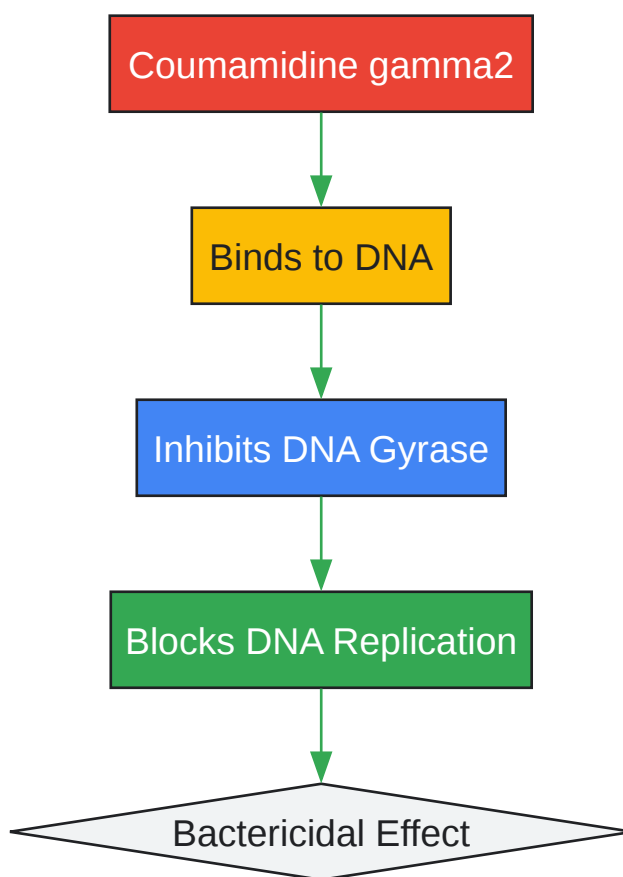 Coumamidine gamma2
Binds to DNA
Inhibits DNA Gyrase
Blocks DNA Replication
Bactericidal Effect